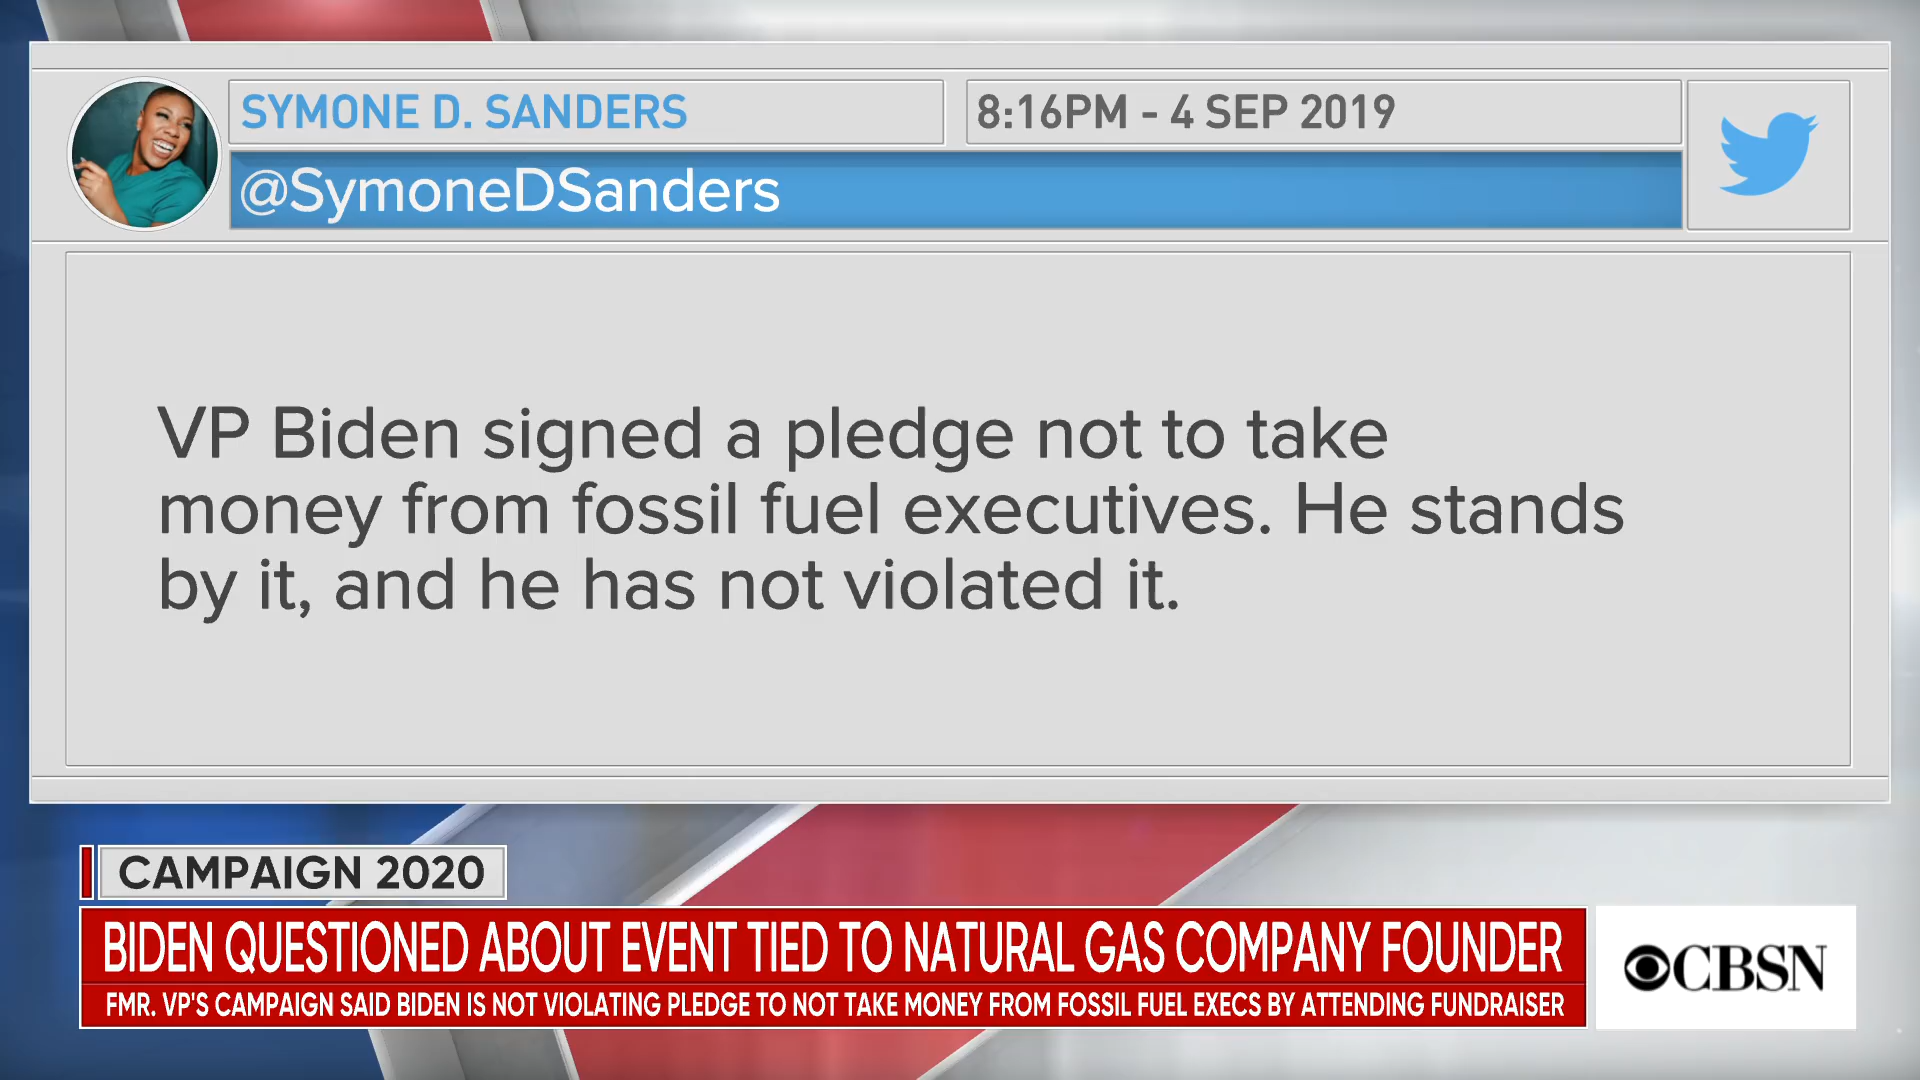 SYMONE D. SANDERS
8:16PM - 4 SEP 2019
@SymoneDSanders
VP Biden signed a pledge not to take
money from fossil fuel executives. He stands
by it, and he has not violated it.
CAMPAIGN 2020
BIDEN QUESTIONED ABOUT EVENT TIED TO NATURAL GAS COMPANY FOUNDER
FMR. VP'S CAMPAIGN SAID BIDEN IS NOT VIOLATING PLEDGE TO NOT TAKE MONEY FROM FOSSIL FUEL EXECS BY ATTENDING FUNDRAISER
CBSN